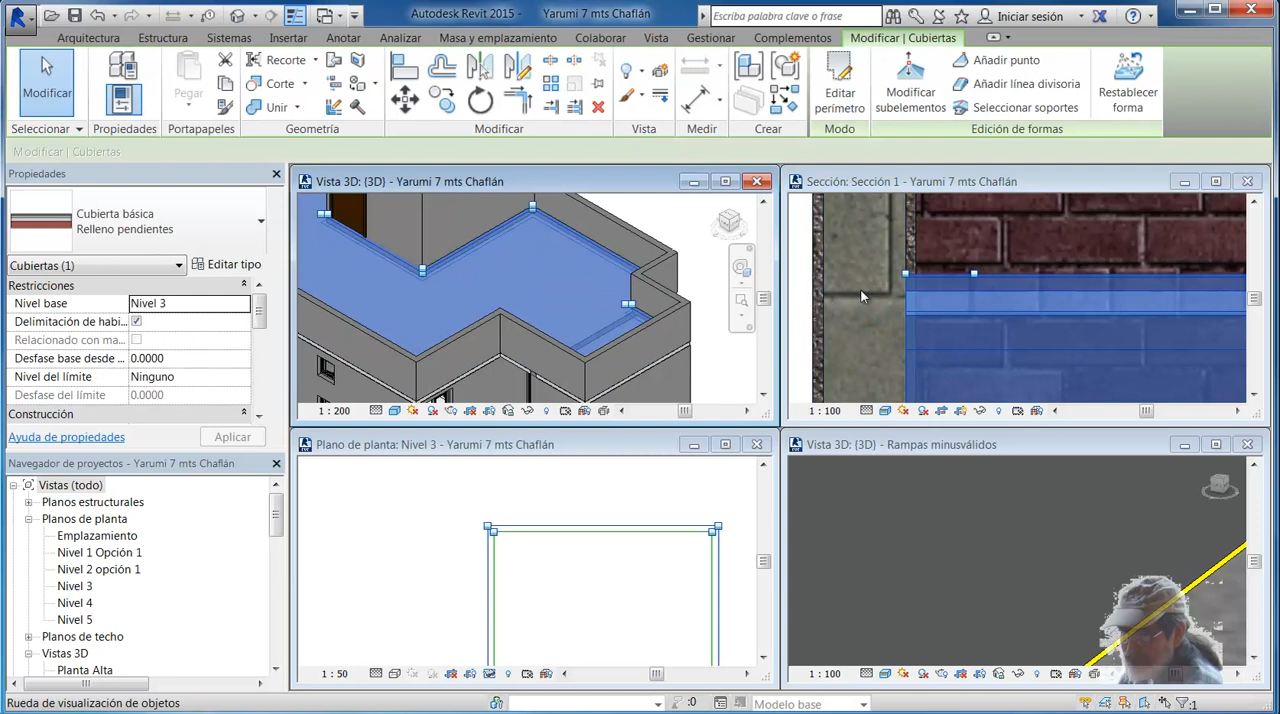 Autodesk Revit 2015 - Yarumi 7 mts Chaflán
Escriba palabra clave o frase
Iniciar sesión
Arquitectura Estructura Sistemas Insertar Anotar Analizar Masa y emplazamiento Colaborar Vista Gestionar Complementos Modificar | Cubiertas
Modificar
Pegar
Recorte
Corte
Unir
Editar perímetro
Modificar subelementos
Añadir punto
Añadir línea divisoria
Seleccionar soportes
Restablecer forma
Seleccionar Propiedades Portapapeles Geometría Modificar Vista Medir Crear Modo Edición de formas
Modificar | Cubiertas
Propiedades
Cubierta básica
Relleno pendientes
Cubiertas (1) Editar tipo
Restricciones
Nivel base Nivel 3
Delimitación de habi...
Relacionado con ma...
Desfase base desde ... 0.0000
Nivel del límite Ninguno
Desfase del límite 0.0000
Construcción
Ayuda de propiedades Aplicar
Navegador de proyectos - Yarumi 7 mts Chaflán
Vistas (todo)
Planos estructurales
Planos de planta
Emplazamiento
Nivel 1 Opción 1
Nivel 2 opción 1
Nivel 3
Nivel 4
Nivel 5
Planos de techo
Vistas 3D
Planta Alta
Vista 3D: {3D} - Yarumi 7 mts Chaflán
1 : 200
Sección: Sección 1 - Yarumi 7 mts Chaflán
1 : 100
Plano de planta: Nivel 3 - Yarumi 7 mts Chaflán
1 : 50
Vista 3D: {3D} - Rampas minusválidos
1 : 100
Rueda de visualización de objetos
:0
Modelo base
:1